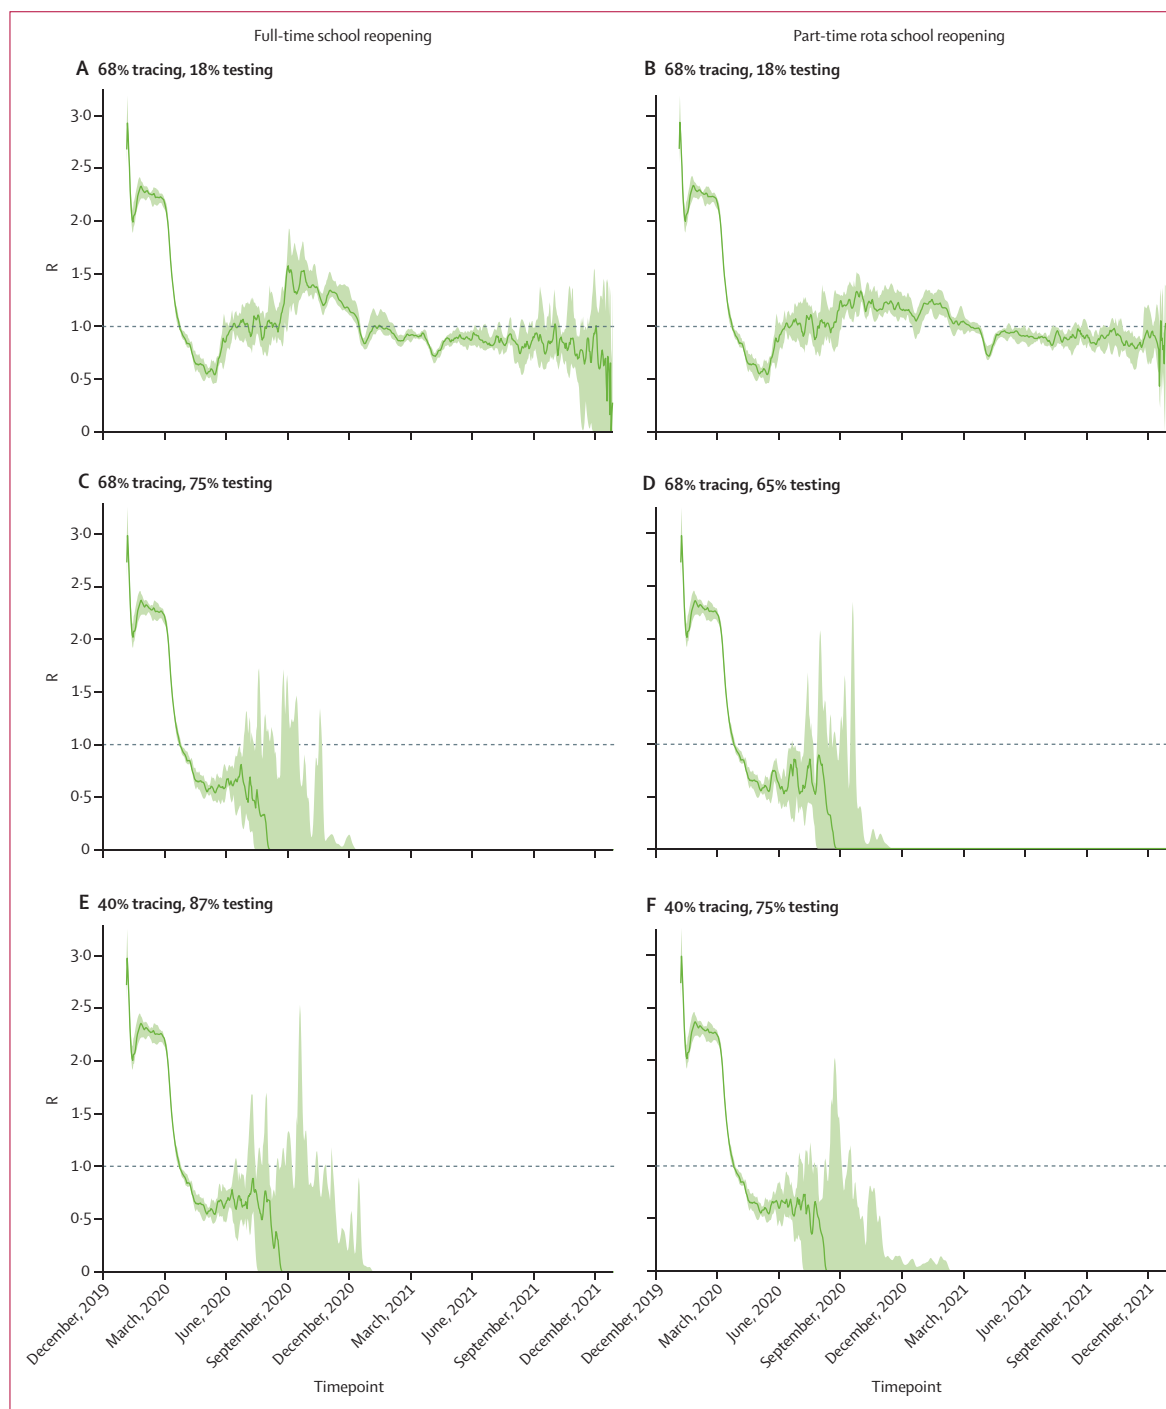 Full-time school reopening
Part-time rota school reopening
A 68% tracing, 18% testing
B 68% tracing, 18% testing
3·0
2·5
2·0
1·5
1·0
0·5
0
R
C 68% tracing, 75% testing
D 68% tracing, 65% testing
3·0
2·5
2·0
1·5
1·0
0·5
0
R
E 40% tracing, 87% testing
F 40% tracing, 75% testing
3·0
2·5
2·0
1·5
1·0
0·5
0
R
December, 2019
March, 2020
June, 2020
September, 2020
December, 2020
March, 2021
June, 2021
September, 2021
December, 2021
Timepoint
December, 2019
March, 2020
June, 2020
September, 2020
December, 2020
March, 2021
June, 2021
September, 2021
December, 2021
Timepoint